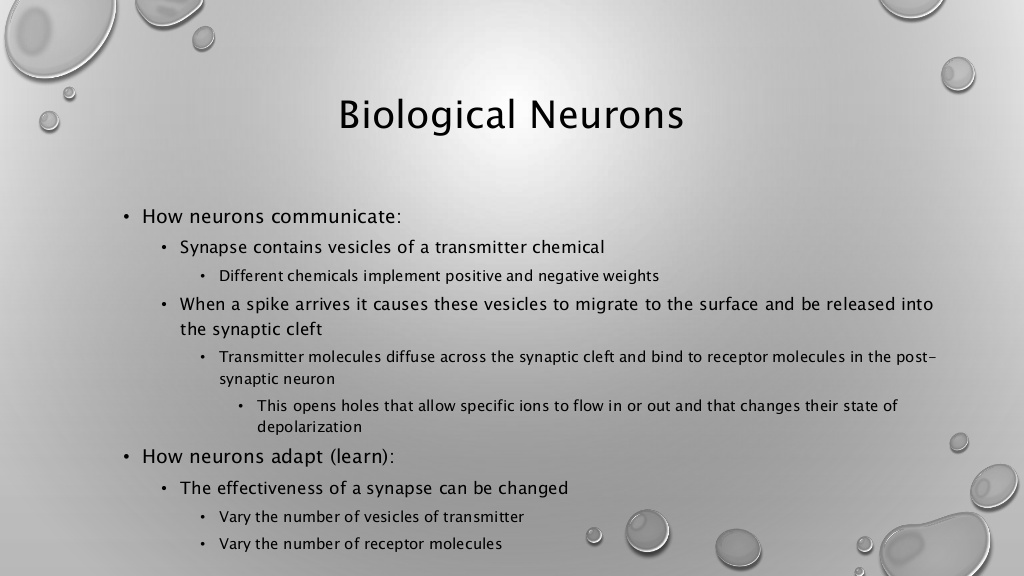 Biological Neurons
• How neurons communicate:
• Synapse contains vesicles of a transmitter chemical
• Different chemicals implement positive and negative weights
• When a spike arrives it causes these vesicles to migrate to the surface and be released into
the synaptic cleft
• Transmitter molecules diffuse across the synaptic cleft and bind to receptor molecules in the post-
synaptic neuron
• This opens holes that allow specific ions to flow in or out and that changes their state of
depolarization
• How neurons adapt (learn):
• The effectiveness of a synapse can be changed
• Vary the number of vesicles of transmitter
• Vary the number of receptor molecules